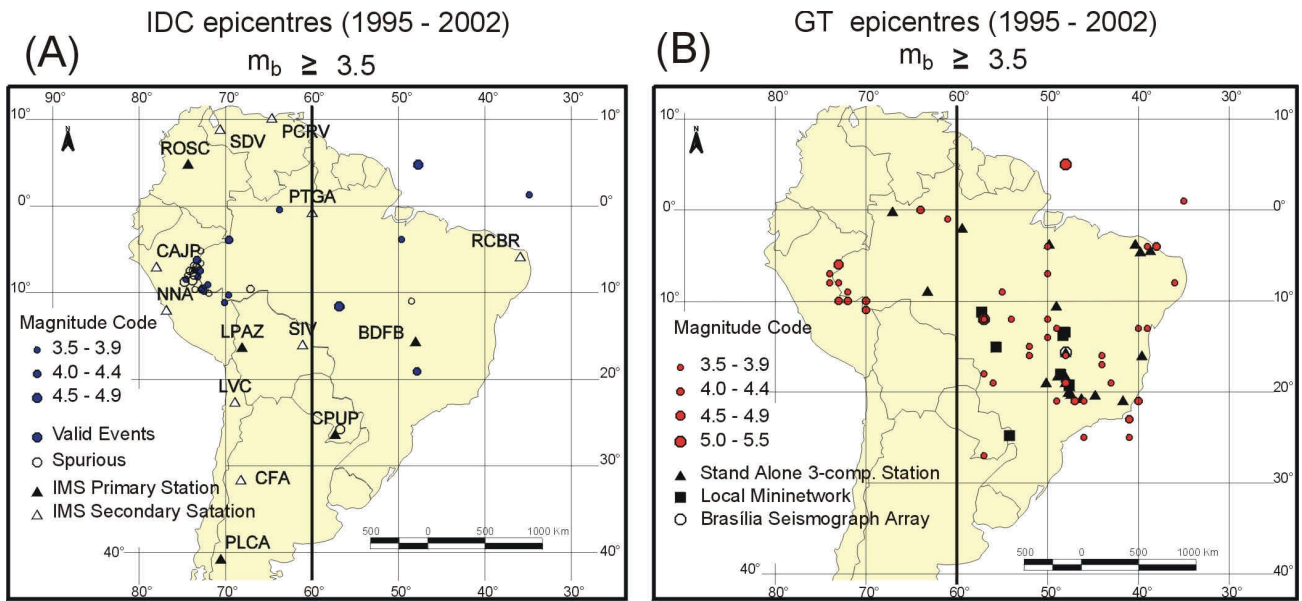 IDC epicentres (1995 - 2002)
(A) m_b ≥ 3.5
90° 80° 70° 60° 50° 40° 30°
10° 10°
N
PCRV
SDV
ROSC
PTGA
0° 0°
RCBR
CAJP
NNA
10° 10°
Magnitude Code
3.5 - 3.9
4.0 - 4.4
4.5 - 4.9
Valid Events
Spurious
IMS Primary Station
IMS Secondary Satation
LPAZ
SIV
BDFB
20°
LVC
CPUP
30°
CFA
PLCA
500 0 500 1000 Km
40° 40°
80° 70° 60° 50° 40° 30°
GT epicentres (1995 - 2002)
(B) m_b ≥ 3.5
80° 70° 60° 50° 40° 30°
10° 10°
N
0° 0°
10° 10°
Magnitude Code
3.5 - 3.9
4.0 - 4.4
4.5 - 4.9
5.0 - 5.5
Stand Alone 3-comp. Station
Local Mininetwork
Brasília Seismograph Array
20°
30°
500 0 500 1000 Km
40° 40°
80° 70° 60° 50° 40° 30°